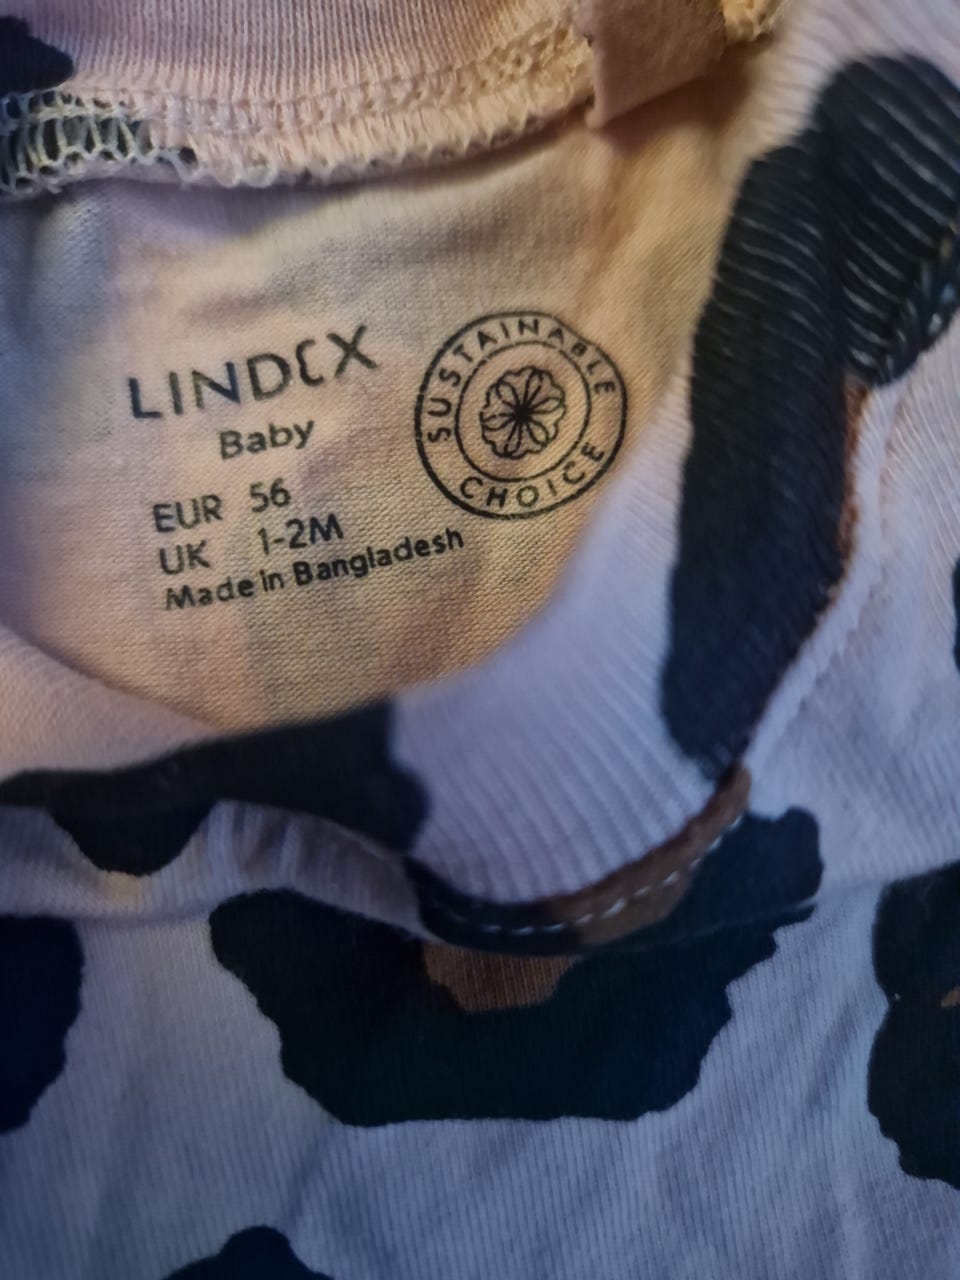 LINDEX
Baby
EUR 56
UK 1-2M
Made in Bangladesh
SUSTAINABLE
CHOICE